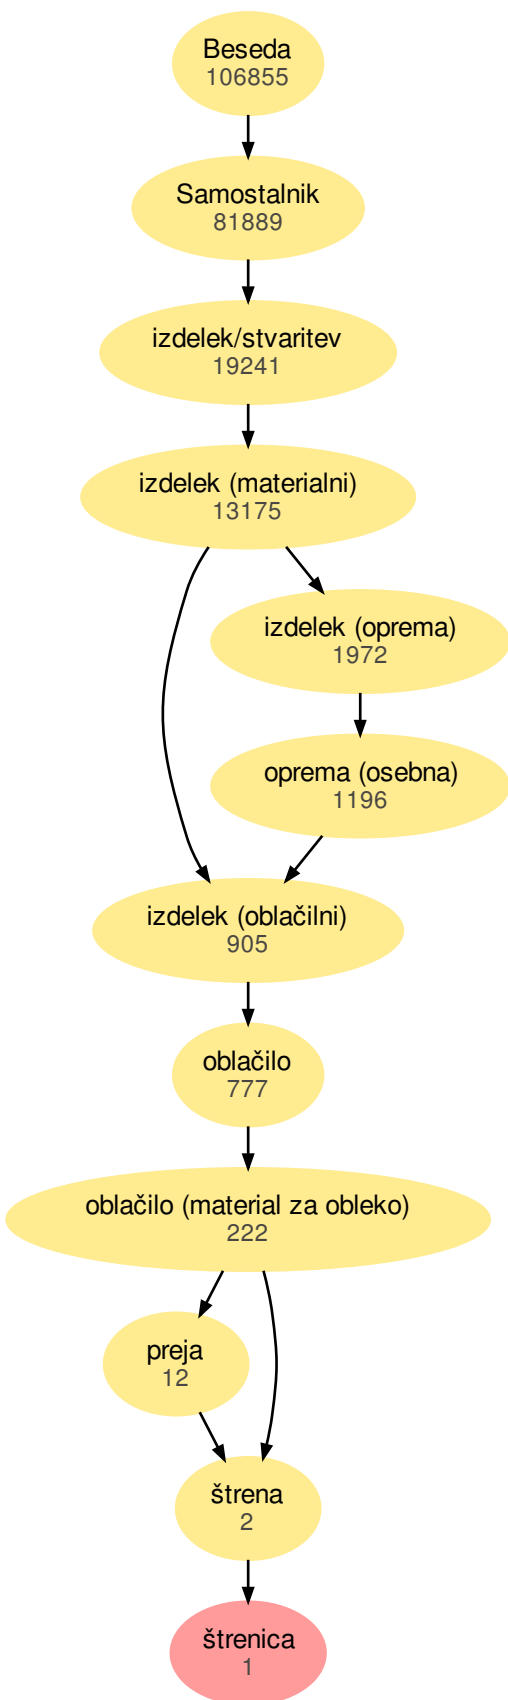 Beseda
106855
Samostalnik
81889
izdelek/stvaritev
19241
izdelek (materialni)
13175
izdelek (oprema)
1972
oprema (osebna)
1196
izdelek (oblačilni)
905
oblačilo
777
oblačilo (material za obleko)
222
preja
12
štrena
2
štrenica
1